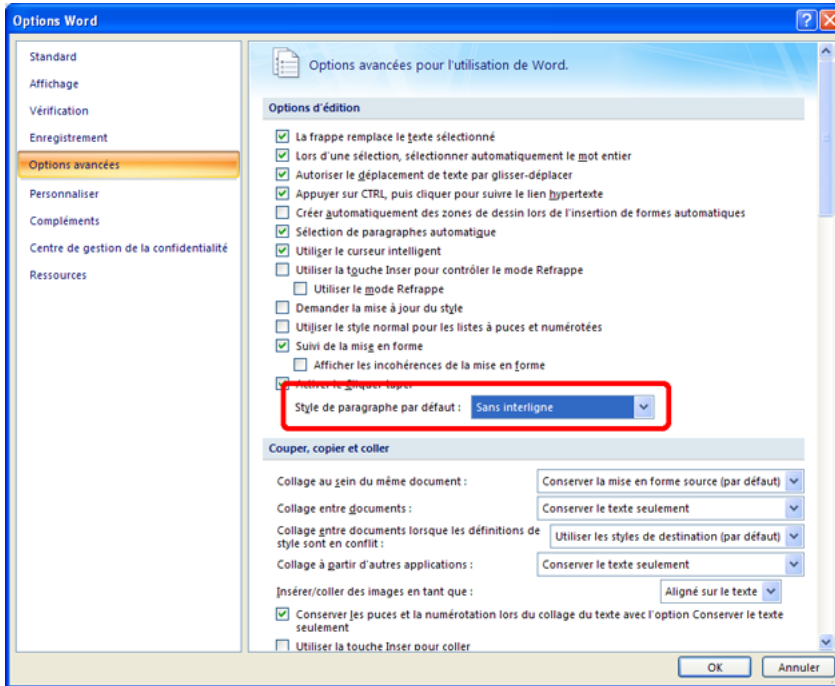 Options Word
Standard
Affichage
Vérification
Enregistrement
Options avancées
Personnaliser
Compléments
Centre de gestion de la confidentialité
Ressources
Options avancées pour l'utilisation de Word.
Options d'édition
La frappe remplace le texte sélectionné
Lors d'une sélection, sélectionner automatiquement le mot entier
Autoriser le déplacement de texte par glisser-déplacer
Appuyer sur CTRL, puis cliquer pour suivre le lien hypertexte
Créer automatiquement des zones de dessin lors de l'insertion de formes automatiques
Sélection de paragraphes automatique
Utiliser le curseur intelligent
Utiliser la touche Inser pour contrôler le mode Refrappe
Utiliser le mode Refrappe
Demander la mise à jour du style
Utiliser le style normal pour les listes à puces et numérotées
Suivi de la mise en forme
Afficher les incohérences de la mise en forme
Activer le Cliquer-taper
Style de paragraphe par défaut : Sans interligne
Couper, copier et coller
Collage au sein du même document : Conserver la mise en forme source (par défaut)
Collage entre documents : Conserver le texte seulement
Collage entre documents lorsque les définitions de
style sont en conflit : Utiliser les styles de destination (par défaut)
Collage à partir d'autres applications : Conserver le texte seulement
Insérer/coller des images en tant que : Aligné sur le texte
Conserver les puces et la numérotation lors du collage du texte avec l'option Conserver le texte
seulement
Utiliser la touche Inser pour coller
OK Annuler